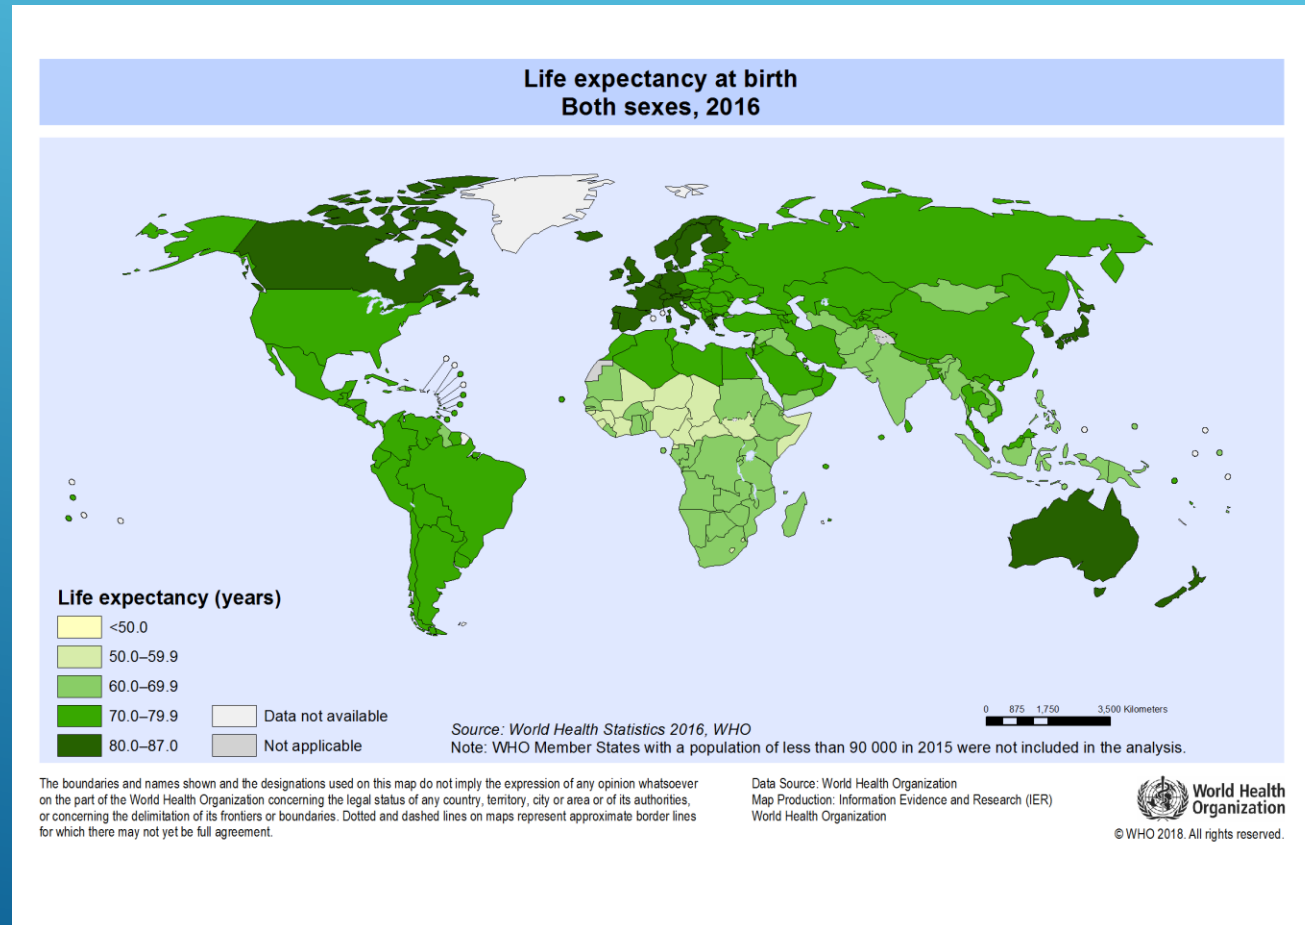 Life expectancy at birth
Both sexes, 2016
Life expectancy (years)
<50.0
50.0–59.9
60.0–69.9
70.0–79.9
80.0–87.0
Data not available
Not applicable
Source: World Health Statistics 2016, WHO
Note: WHO Member States with a population of less than 90 000 in 2015 were not included in the analysis.
0 875 1,750 3,500 Kilometers
The boundaries and names shown and the designations used on this map do not imply the expression of any opinion whatsoever
on the part of the World Health Organization concerning the legal status of any country, territory, city or area or of its authorities,
or concerning the delimitation of its frontiers or boundaries. Dotted and dashed lines on maps represent approximate border lines
for which there may not yet be full agreement.
Data Source: World Health Organization
Map Production: Information Evidence and Research (IER)
World Health Organization
World Health
Organization
© WHO 2018. All rights reserved.